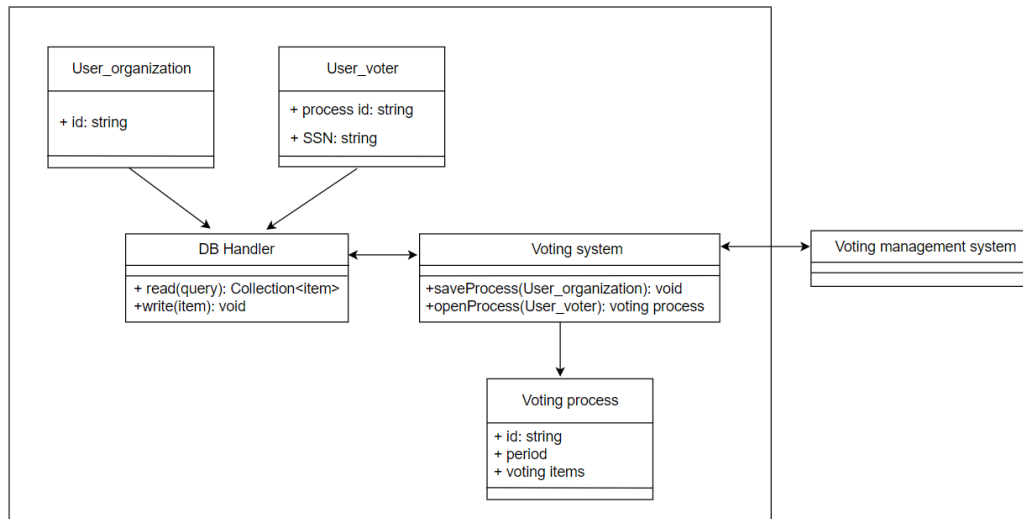 User_organization
+ id: string
User_voter
+ process id: string
+ SSN: string
DB Handler
+ read(query): Collection<item>
+write(item): void
Voting system
+saveProcess(User_organization): void
+openProcess(User_voter): voting process
Voting management system
Voting process
+ id: string
+ period
+ voting items